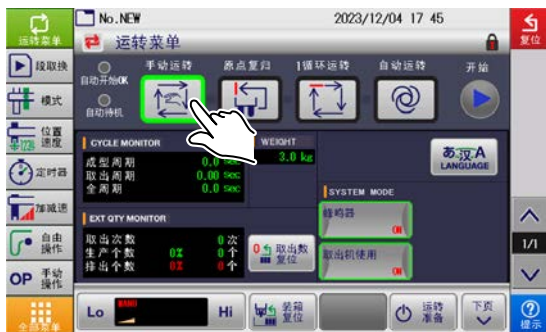 No.NEW 2023/12/04 17 45
运转菜单
复位
运转菜单
手动运转 原点复归 1循环运转 自动运转 开始
自动开始OK
自动待机
段取换
模式
位置
速度
定时器
加减速
自由
操作
OP 手动
操作
全部菜单
CYCLE MONITOR
成型周期 0.0 sec
取出周期 0.00 sec
全周期 0.0 sec
WEIGHT
3.0 kg
あ汉A
LANGUAGE
SYSTEM MODE
蜂鸣器
ON
取出机使用
ON
EXT QTY MONITOR
取出次数 0次
生产个数 0% 0个
排出个数 0% 0个
取出数
复位
1/1
Lo Hi
装箱
复位
运转
准备
下页
提示